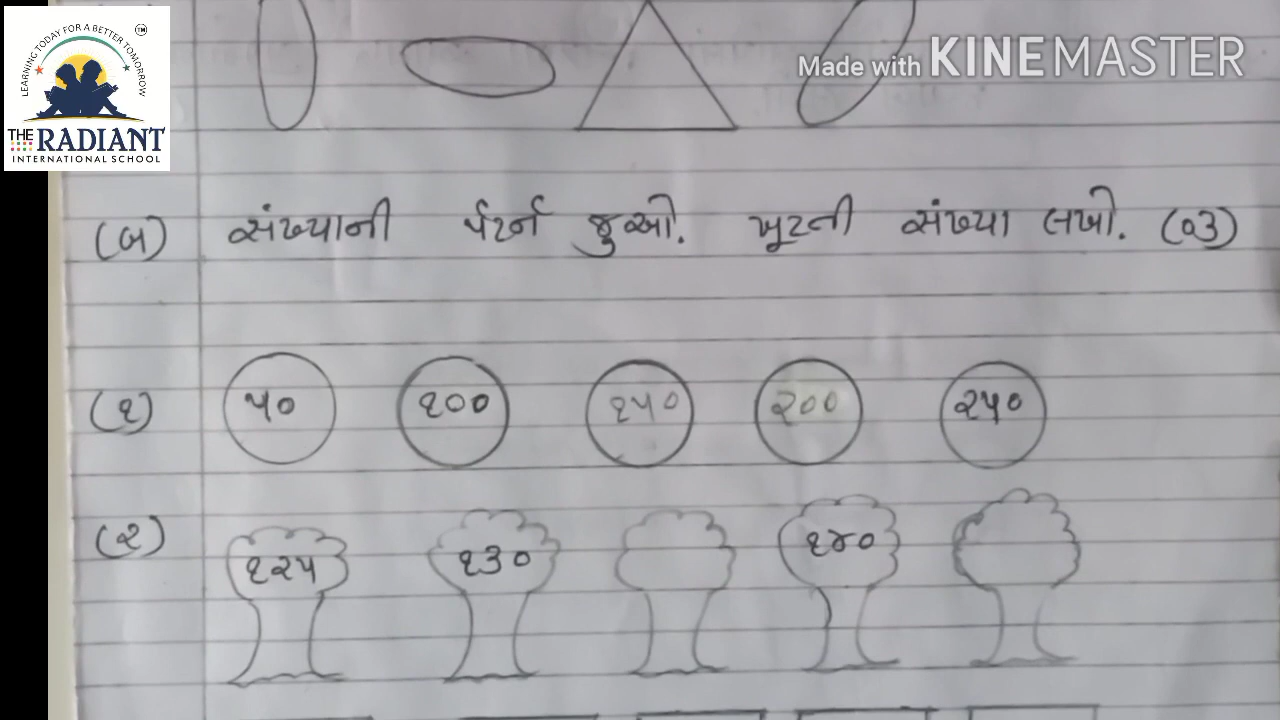 LEARNING TODAY FOR A BETTER TOMORROW
TM
THE RADIANT
INTERNATIONAL SCHOOL
Made with KINEMASTER
(બ) સંખ્યાની પેટર્ન જુઓ. ખૂટતી સંખ્યા લખો. (૦૩)
(૧) ૫૦ ૧૦૦ ૧૫૦ ૨૦૦ ૨૫૦
(૨) ૧૨૫ ૧૩૦ ૧૪૦